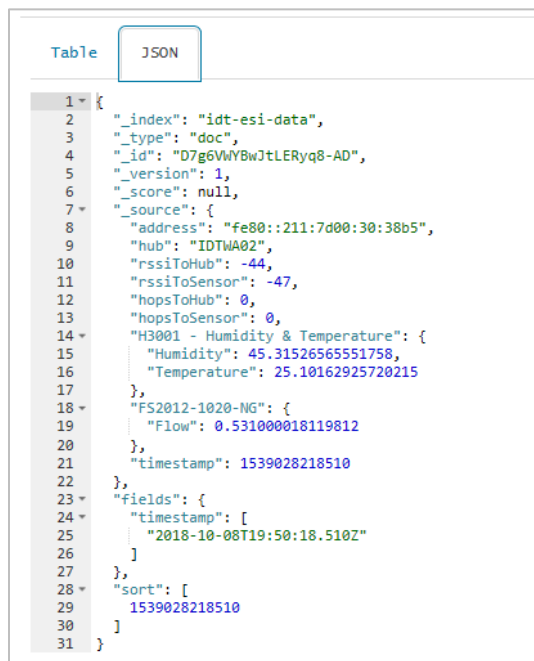 Table JSON
1 {
2 "_index": "idt-esi-data",
3 "_type": "doc",
4 "_id": "D7g6VWYBwJtLERyq8-AD",
5 "_version": 1,
6 "_score": null,
7 "_source": {
8 "address": "fe80::211:7d00:30:38b5",
9 "hub": "IDTWA02",
10 "rssiToHub": -44,
11 "rssiToSensor": -47,
12 "hopsToHub": 0,
13 "hopsToSensor": 0,
14 "H3001 - Humidity & Temperature": {
15 "Humidity": 45.31526565551758,
16 "Temperature": 25.10162925720215
17 },
18 "FS2012-1020-NG": {
19 "Flow": 0.531000018119812
20 },
21 "timestamp": 1539028218510
22 },
23 "fields": {
24 "timestamp": [
25 "2018-10-08T19:50:18.510Z"
26 ]
27 },
28 "sort": [
29 1539028218510
30 ]
31 }